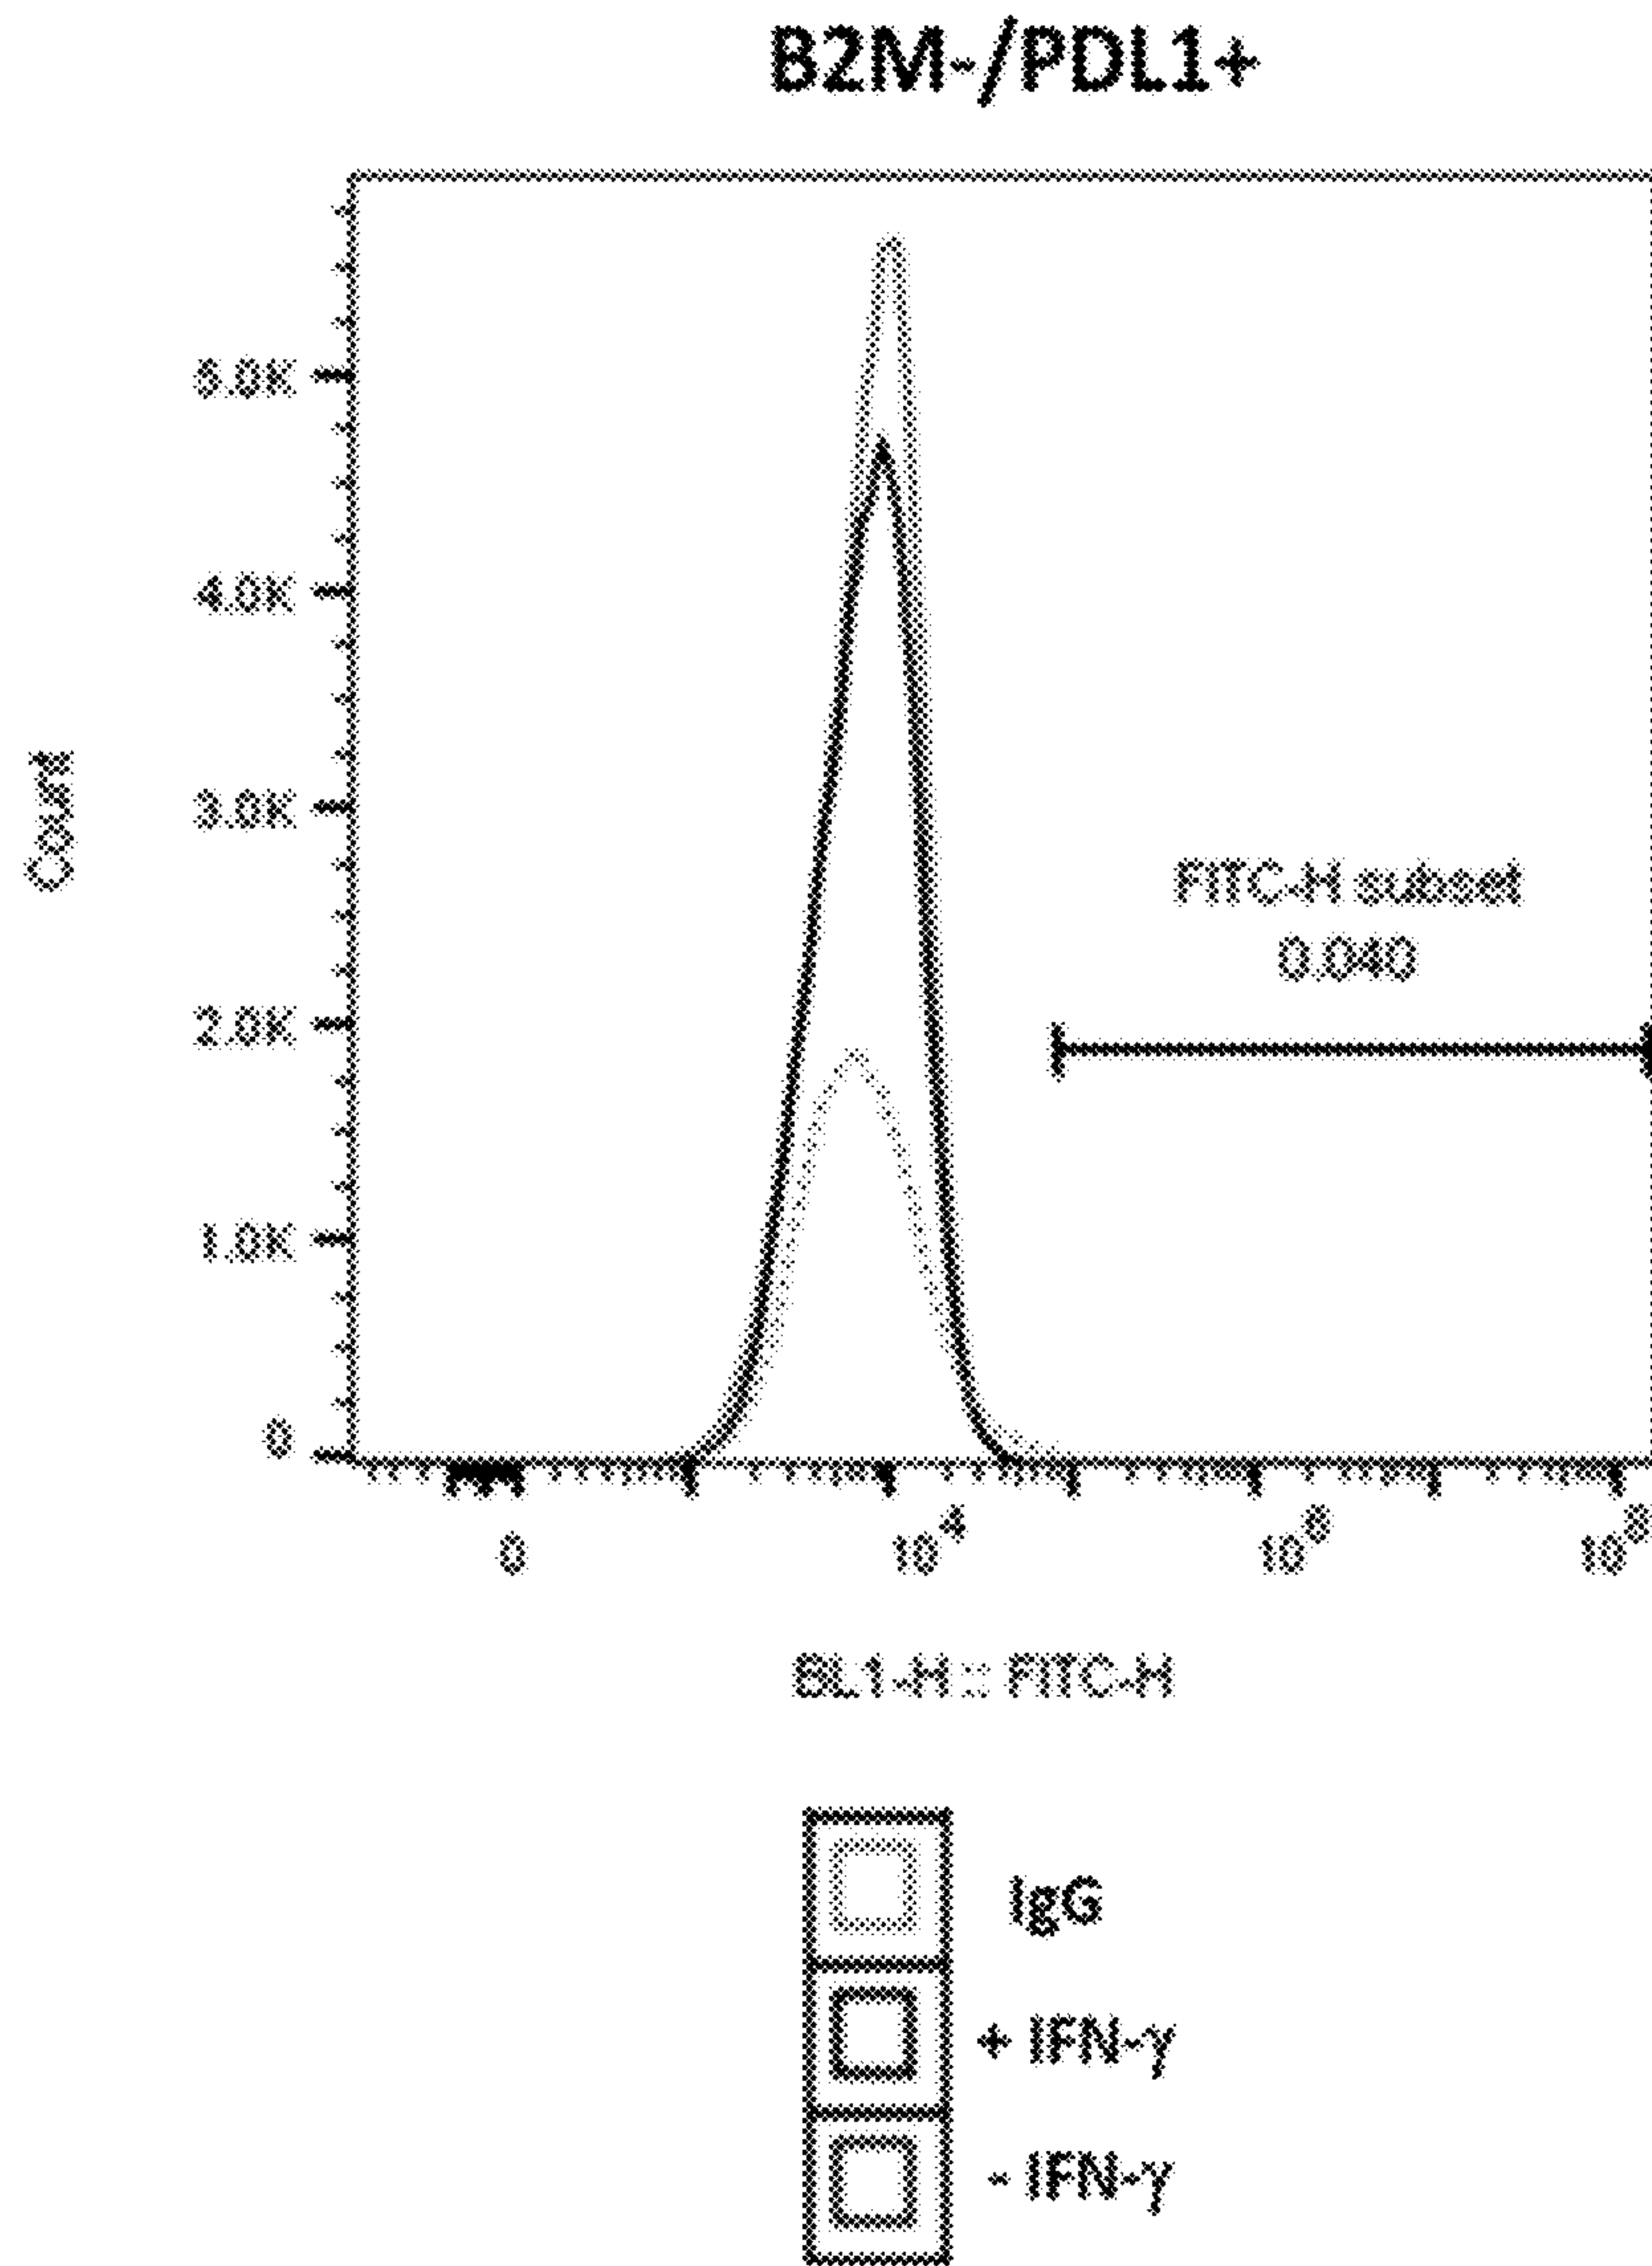 B2M-/PDL1+
5.0K
4.0K
3.0K
2.0K
1.0K
0
Count
FITC-H subset
0.040
0
10^4
10^6
10^8
BL1-H :: FITC-H
IgG
+ IFN-γ
- IFN-γ